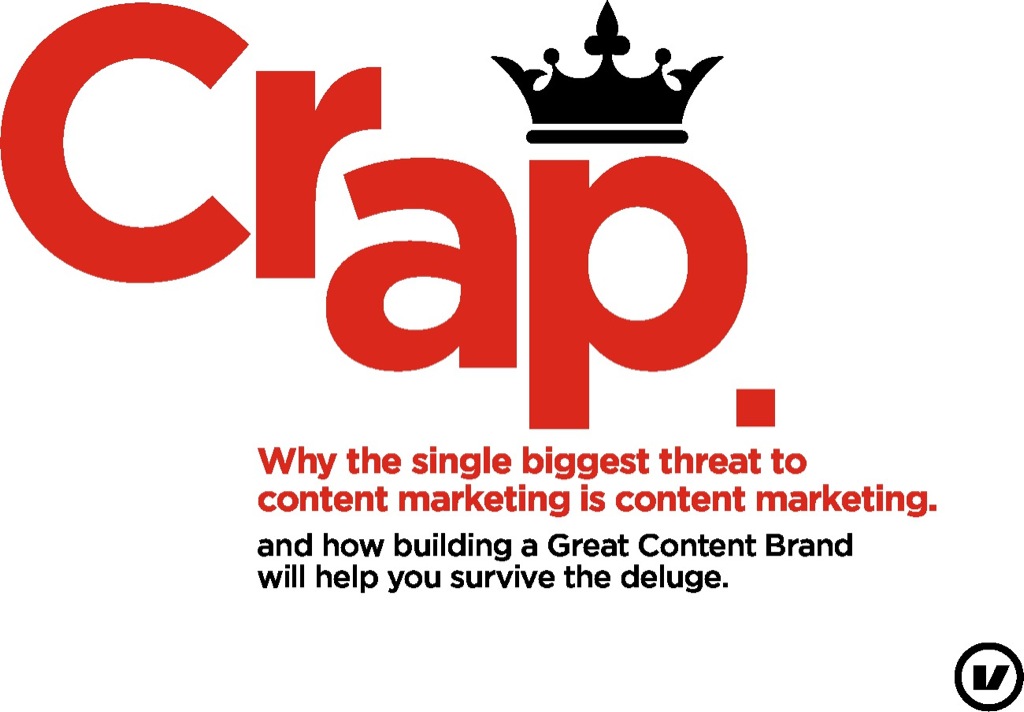 Crap.
Why the single biggest threat to
content marketing is content marketing.
and how building a Great Content Brand
will help you survive the deluge.